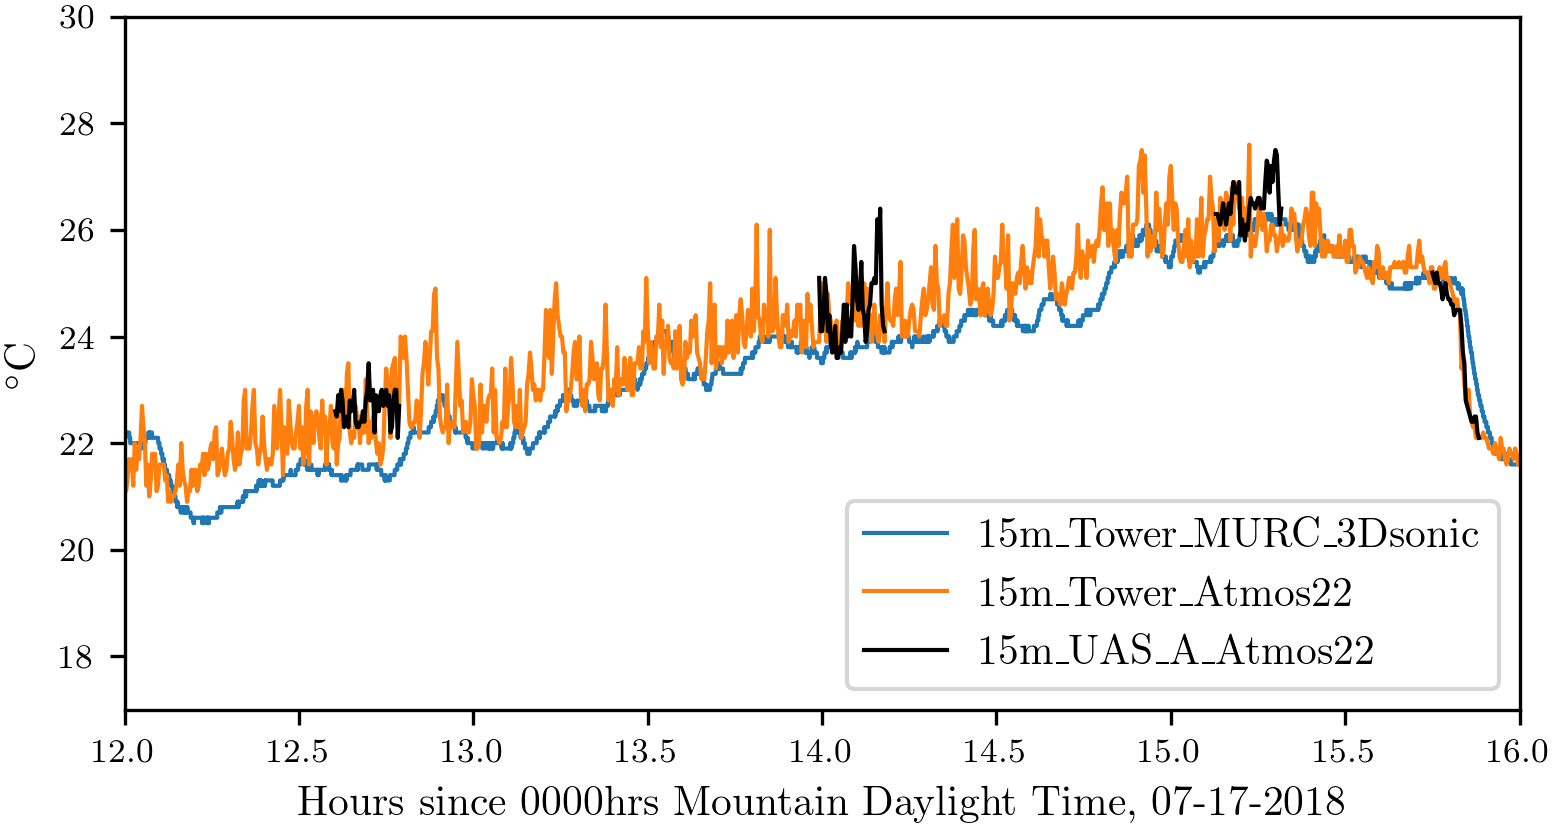 30
28
26
24
22
20
18
°C
15m_Tower_MURC_3Dsonic
15m_Tower_Atmos22
15m_UAS_A_Atmos22
12.0 12.5 13.0 13.5 14.0 14.5 15.0 15.5 16.0
Hours since 0000hrs Mountain Daylight Time, 07-17-2018